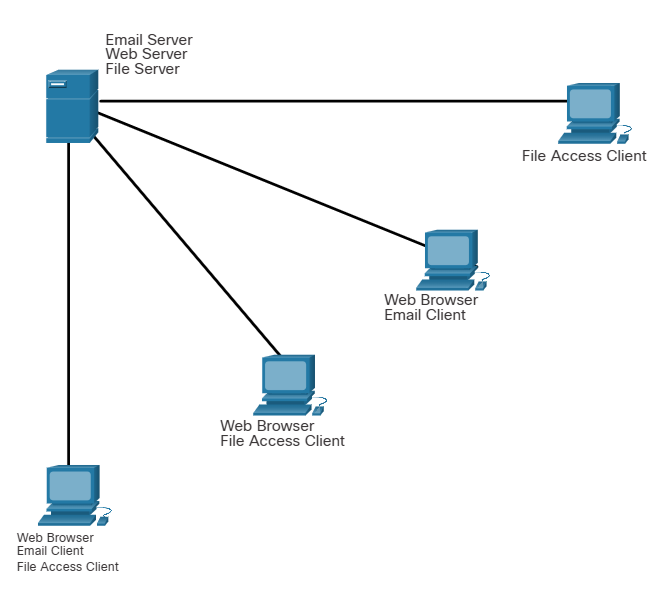 Email Server
Web Server
File Server
File Access Client
Web Browser
Email Client
Web Browser
File Access Client
Web Browser
Email Client
File Access Client